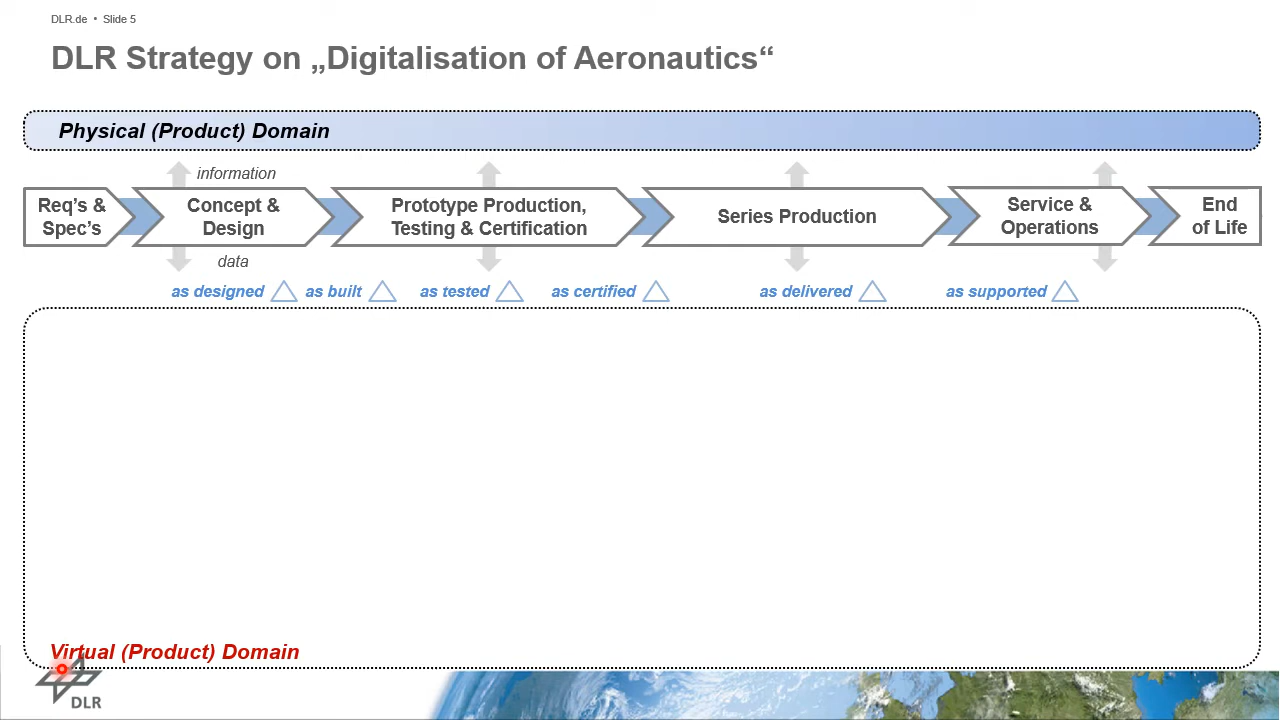 DLR.de • Slide 5
DLR Strategy on „Digitalisation of Aeronautics“
Physical (Product) Domain
information
Req’s &
Spec’s
Concept &
Design
Prototype Production,
Testing & Certification
Series Production
Service &
Operations
End
of Life
data
as designed
as built
as tested
as certified
as delivered
as supported
Virtual (Product) Domain
DLR